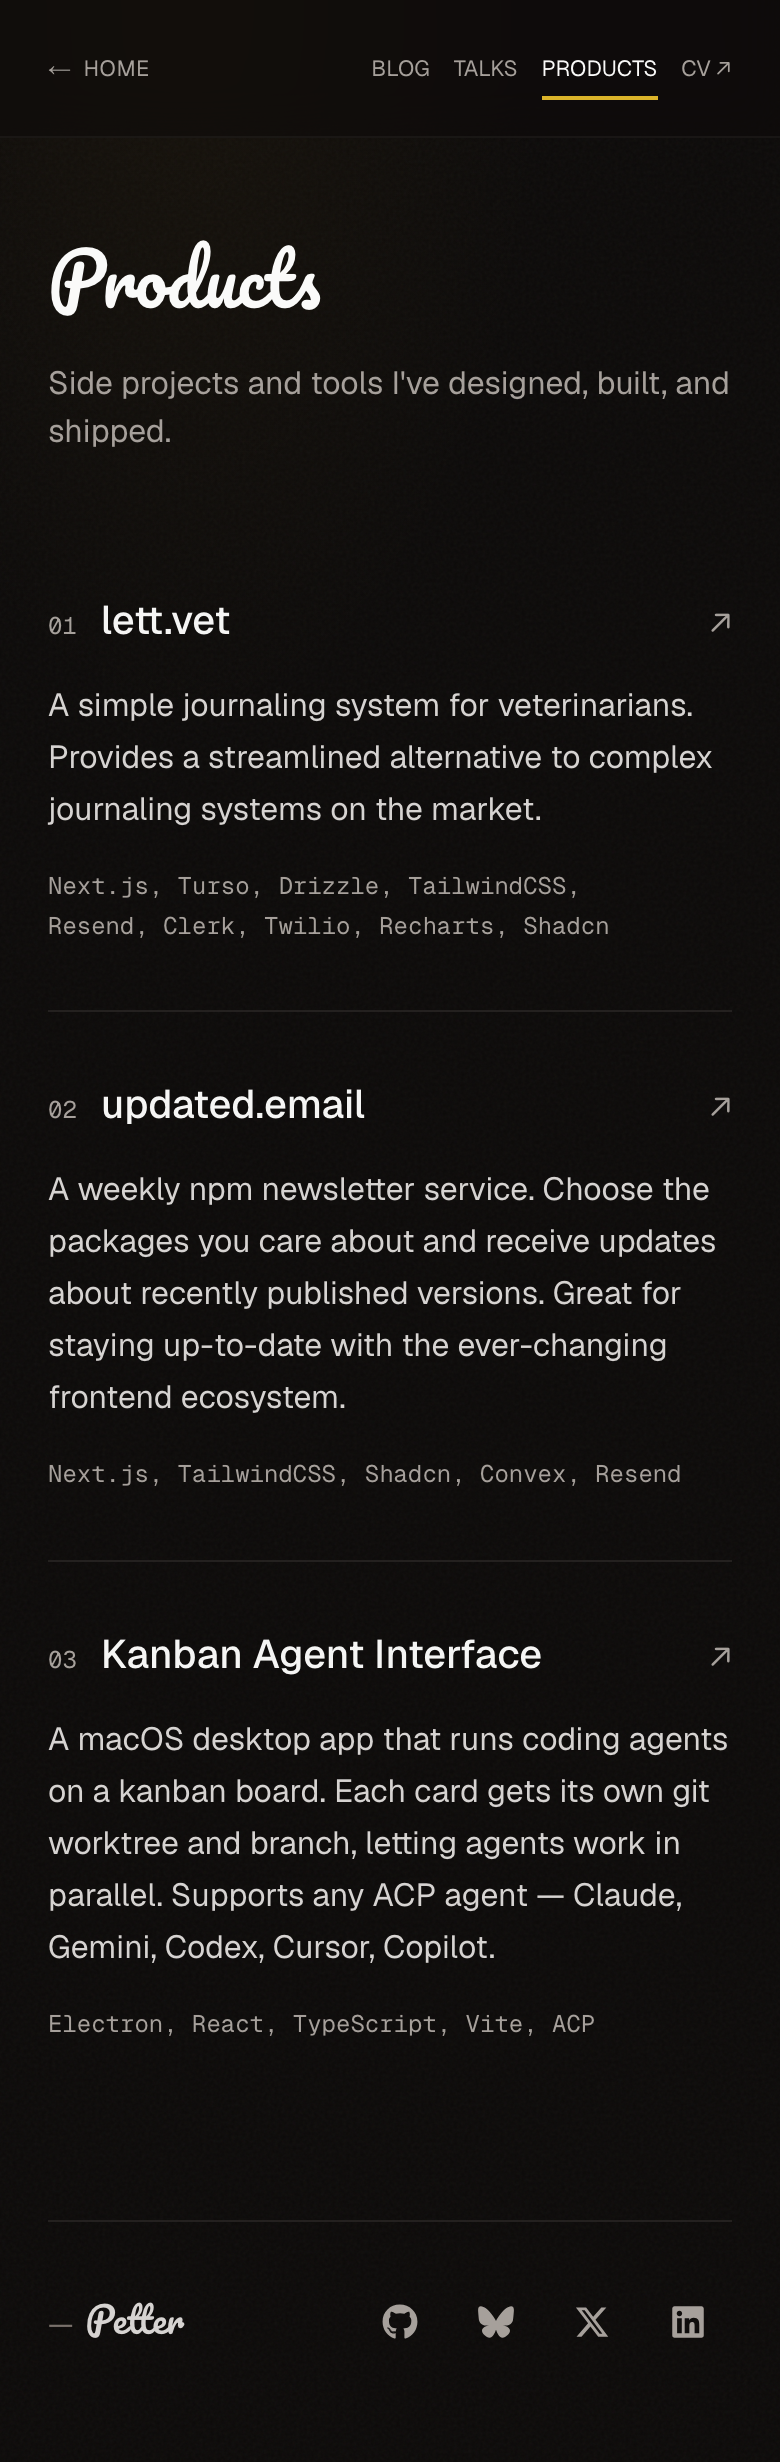 ← HOME BLOG TALKS PRODUCTS CV ↗
Products
Side projects and tools I've designed, built, and
shipped.
01 lett.vet ↗
A simple journaling system for veterinarians.
Provides a streamlined alternative to complex
journaling systems on the market.
Next.js, Turso, Drizzle, TailwindCSS,
Resend, Clerk, Twilio, Recharts, Shadcn
02 updated.email ↗
A weekly npm newsletter service. Choose the
packages you care about and receive updates
about recently published versions. Great for
staying up-to-date with the ever-changing
frontend ecosystem.
Next.js, TailwindCSS, Shadcn, Convex, Resend
03 Kanban Agent Interface ↗
A macOS desktop app that runs coding agents
on a kanban board. Each card gets its own git
worktree and branch, letting agents work in
parallel. Supports any ACP agent — Claude,
Gemini, Codex, Cursor, Copilot.
Electron, React, TypeScript, Vite, ACP
— Petter